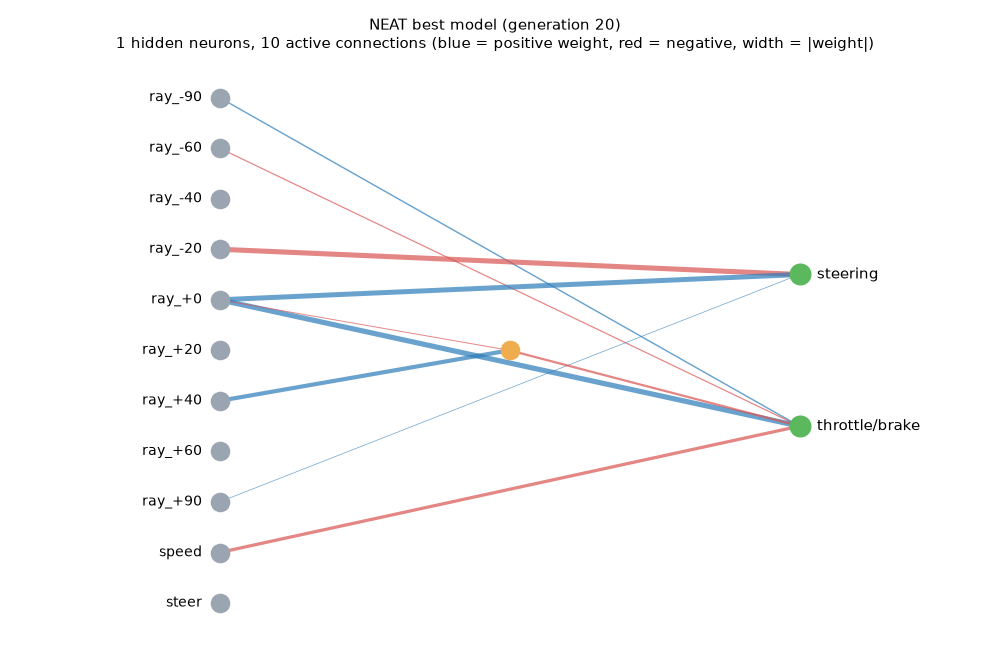 NEAT best model (generation 20)
1 hidden neurons, 10 active connections (blue = positive weight, red = negative, width = |weight|)
ray_-90
ray_-60
ray_-40
ray_-20
steering
ray_+0
ray_+20
ray_+40
throttle/brake
ray_+60
ray_+90
speed
steer